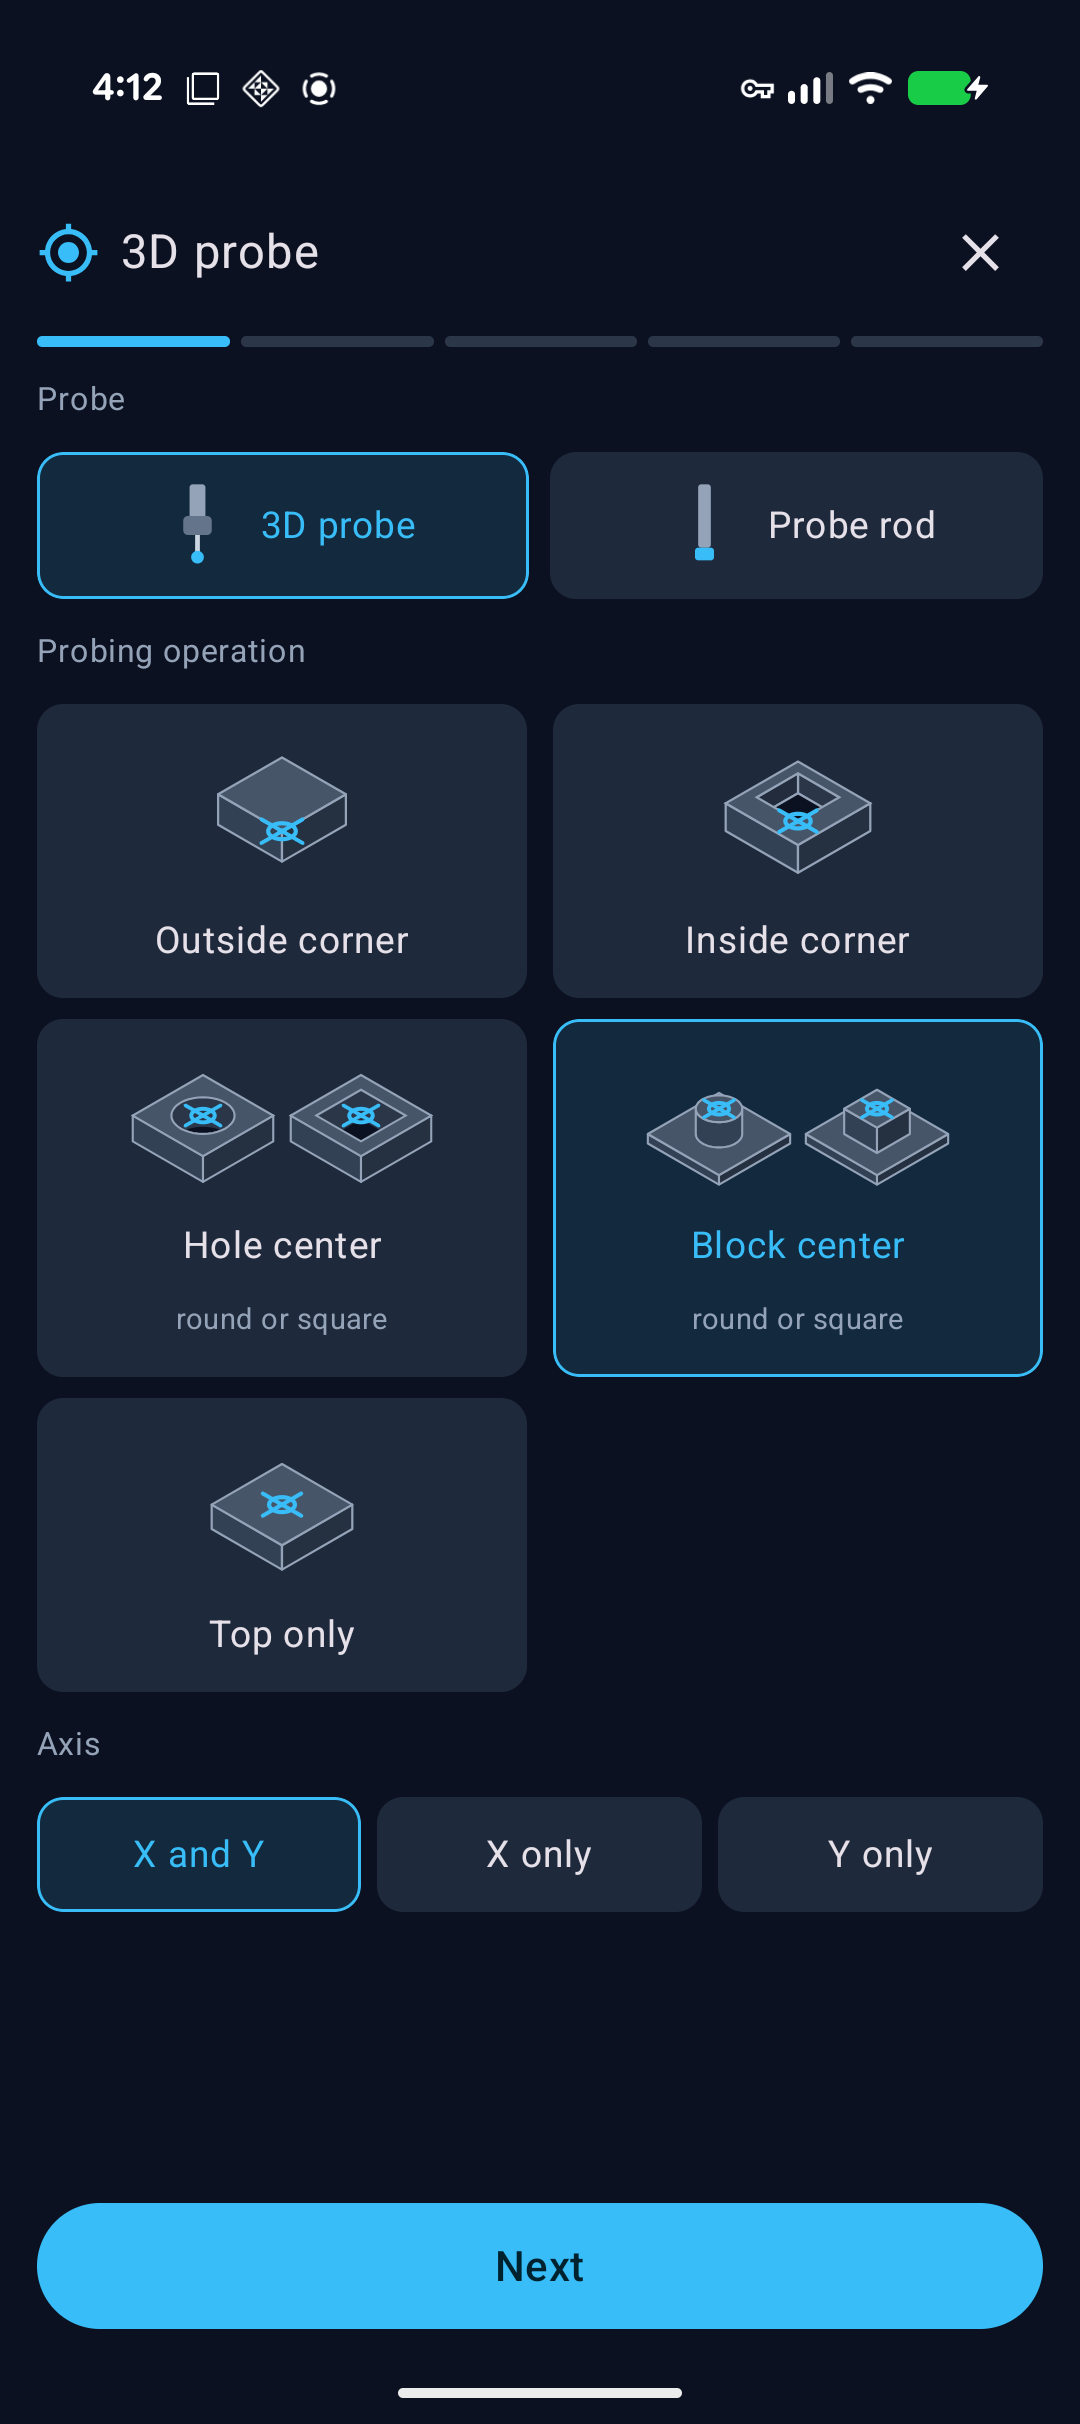 4:12
3D probe
Probe
3D probe
Probe rod
Probing operation
Outside corner
Inside corner
Hole center
round or square
Block center
round or square
Top only
Axis
X and Y
X only
Y only
Next